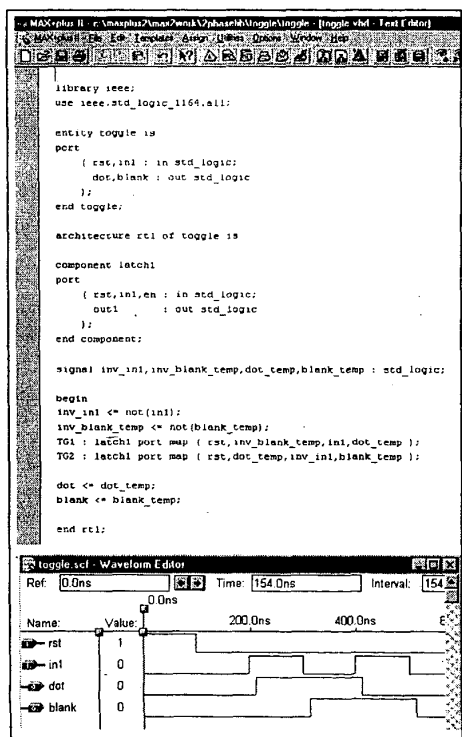 MAX+plus II - c:\maxplus2\max2work\2phasehb\toggle\toggle - [toggle.vhd - Text Editor]
MAX+plus II File Edit Templates Assign Utilities Options Window Help
library ieee;
use ieee.std_logic_1164.all;
entity toggle is
port
( rst,in1 : in std_logic;
dot,blank : out std_logic
);
end toggle;
architecture rtl of toggle is
component latch1
port
( rst,in1,en : in std_logic;
out1 : out std_logic
);
end component;
signal inv_in1,inv_blank_temp,dot_temp,blank_temp : std_logic;
begin
inv_in1 <= not(in1);
inv_blank_temp <= not(blank_temp);
TG1 : latch1 port map ( rst,inv_blank_temp,in1,dot_temp );
TG2 : latch1 port map ( rst,dot_temp,inv_in1,blank_temp );
dot <= dot_temp;
blank <= blank_temp;
end rtl;
toggle.scf - Waveform Editor
Ref: 0.0ns Time: 154.0ns Interval: 154
0.0ns
Name: Value: 200.0ns 400.0ns
rst 1
in1 0
dot 0
blank 0